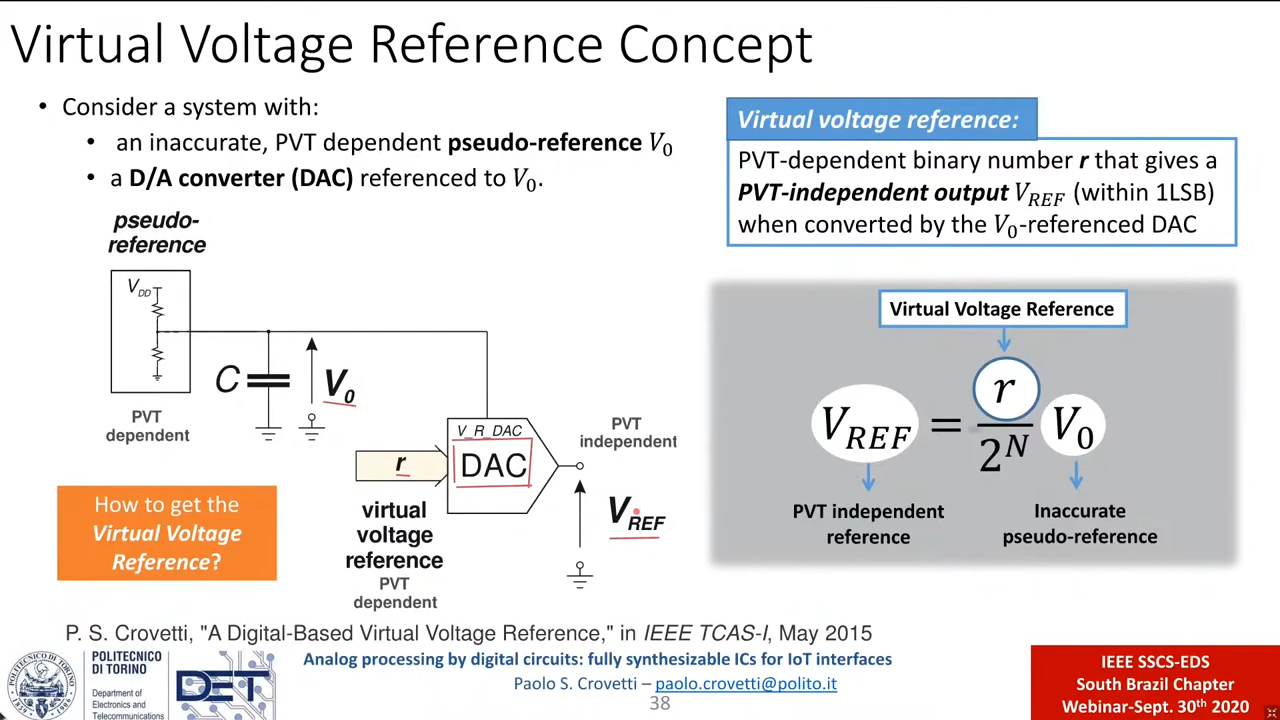 Virtual Voltage Reference Concept
• Consider a system with:
• an inaccurate, PVT dependent pseudo-reference V₀
• a D/A converter (DAC) referenced to V₀.
Virtual voltage reference:
PVT-dependent binary number r that gives a
PVT-independent output V_REF (within 1LSB)
when converted by the V₀-referenced DAC
pseudo-
reference
V_DD
C
V₀
PVT
dependent
V_R_DAC
DAC
r
PVT
independent
V_REF
virtual
voltage
reference
PVT
dependent
How to get the
Virtual Voltage
Reference?
Virtual Voltage Reference
V_REF = r/2^N V₀
PVT independent
reference
Inaccurate
pseudo-reference
P. S. Crovetti, "A Digital-Based Virtual Voltage Reference," in IEEE TCAS-I, May 2015
POLITECNICO
DI TORINO
Department of
Electronics and
Telecommunications
DET
Analog processing by digital circuits: fully synthesizable ICs for IoT interfaces
Paolo S. Crovetti – paolo.crovetti@polito.it
38
IEEE SSCS-EDS
South Brazil Chapter
Webinar-Sept. 30th 2020